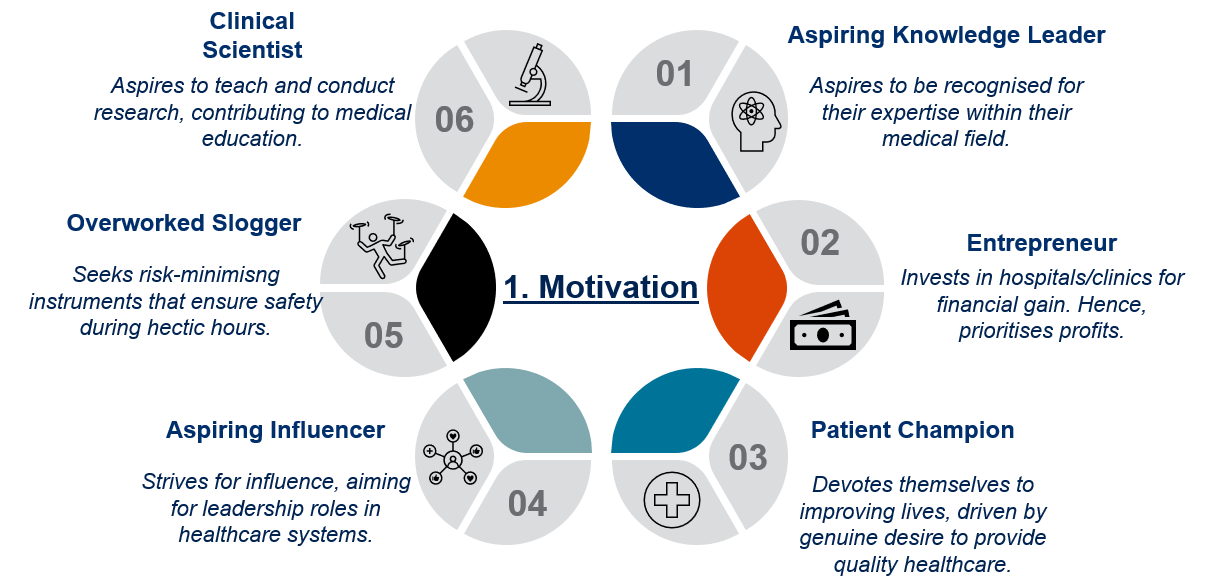 Clinical
Scientist
Aspires to teach and conduct
research, contributing to medical
education.
06
01
Aspiring Knowledge Leader
Aspires to be recognised for
their expertise within their
medical field.
Overworked Slogger
Seeks risk-minimisng
instruments that ensure safety
during hectic hours.
05
1. Motivation
02
Entrepreneur
Invests in hospitals/clinics for
financial gain. Hence,
prioritises profits.
Aspiring Influencer
Strives for influence, aiming
for leadership roles in
healthcare systems.
04
03
Patient Champion
Devotes themselves to
improving lives, driven by
genuine desire to provide
quality healthcare.